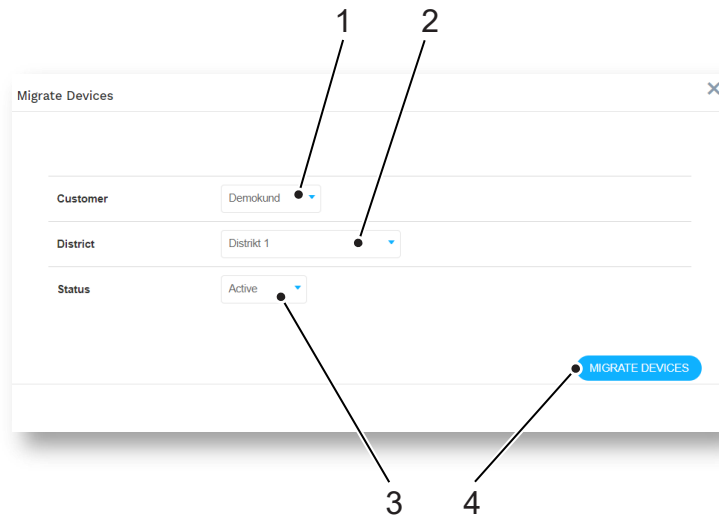 1 2
Migrate Devices
Customer Demokund
District Distrikt 1
Status Active
MIGRATE DEVICES
3 4